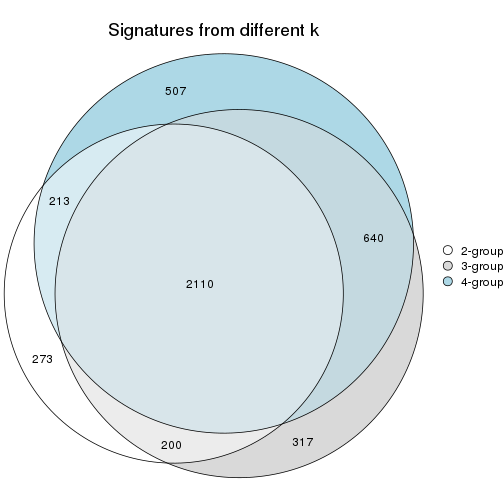 Signatures from different k
507
213
640
2110
273
200
317
2-group
3-group
4-group